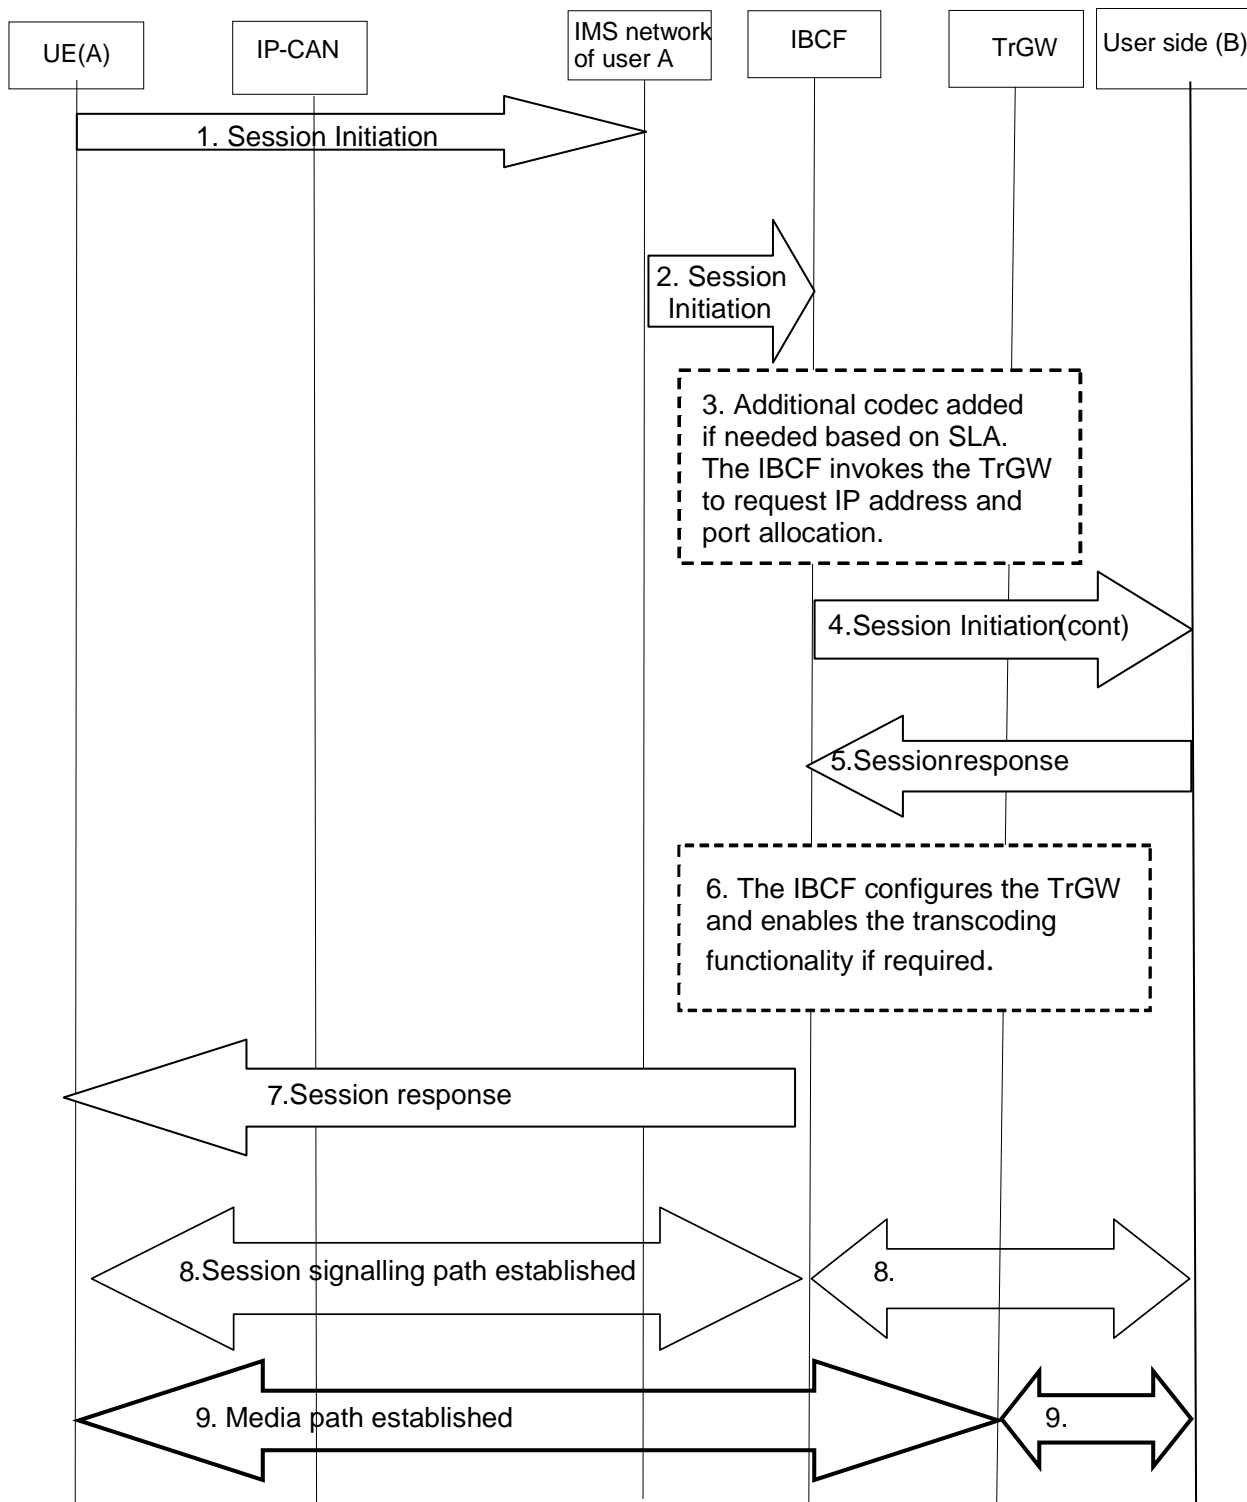 UE(A)
IP-CAN
IMS network
of user A
IBCF
TrGW
User side (B)
1. Session Initiation
2. Session
Initiation
3. Additional codec added
if needed based on SLA.
The IBCF invokes the TrGW
to request IP address and
port allocation.
4.Session Initiation(cont)
5.Sessionresponse
6. The IBCF configures the TrGW
and enables the transcoding
functionality if required.
7.Session response
8.Session signalling path established
8.
9. Media path established
9.